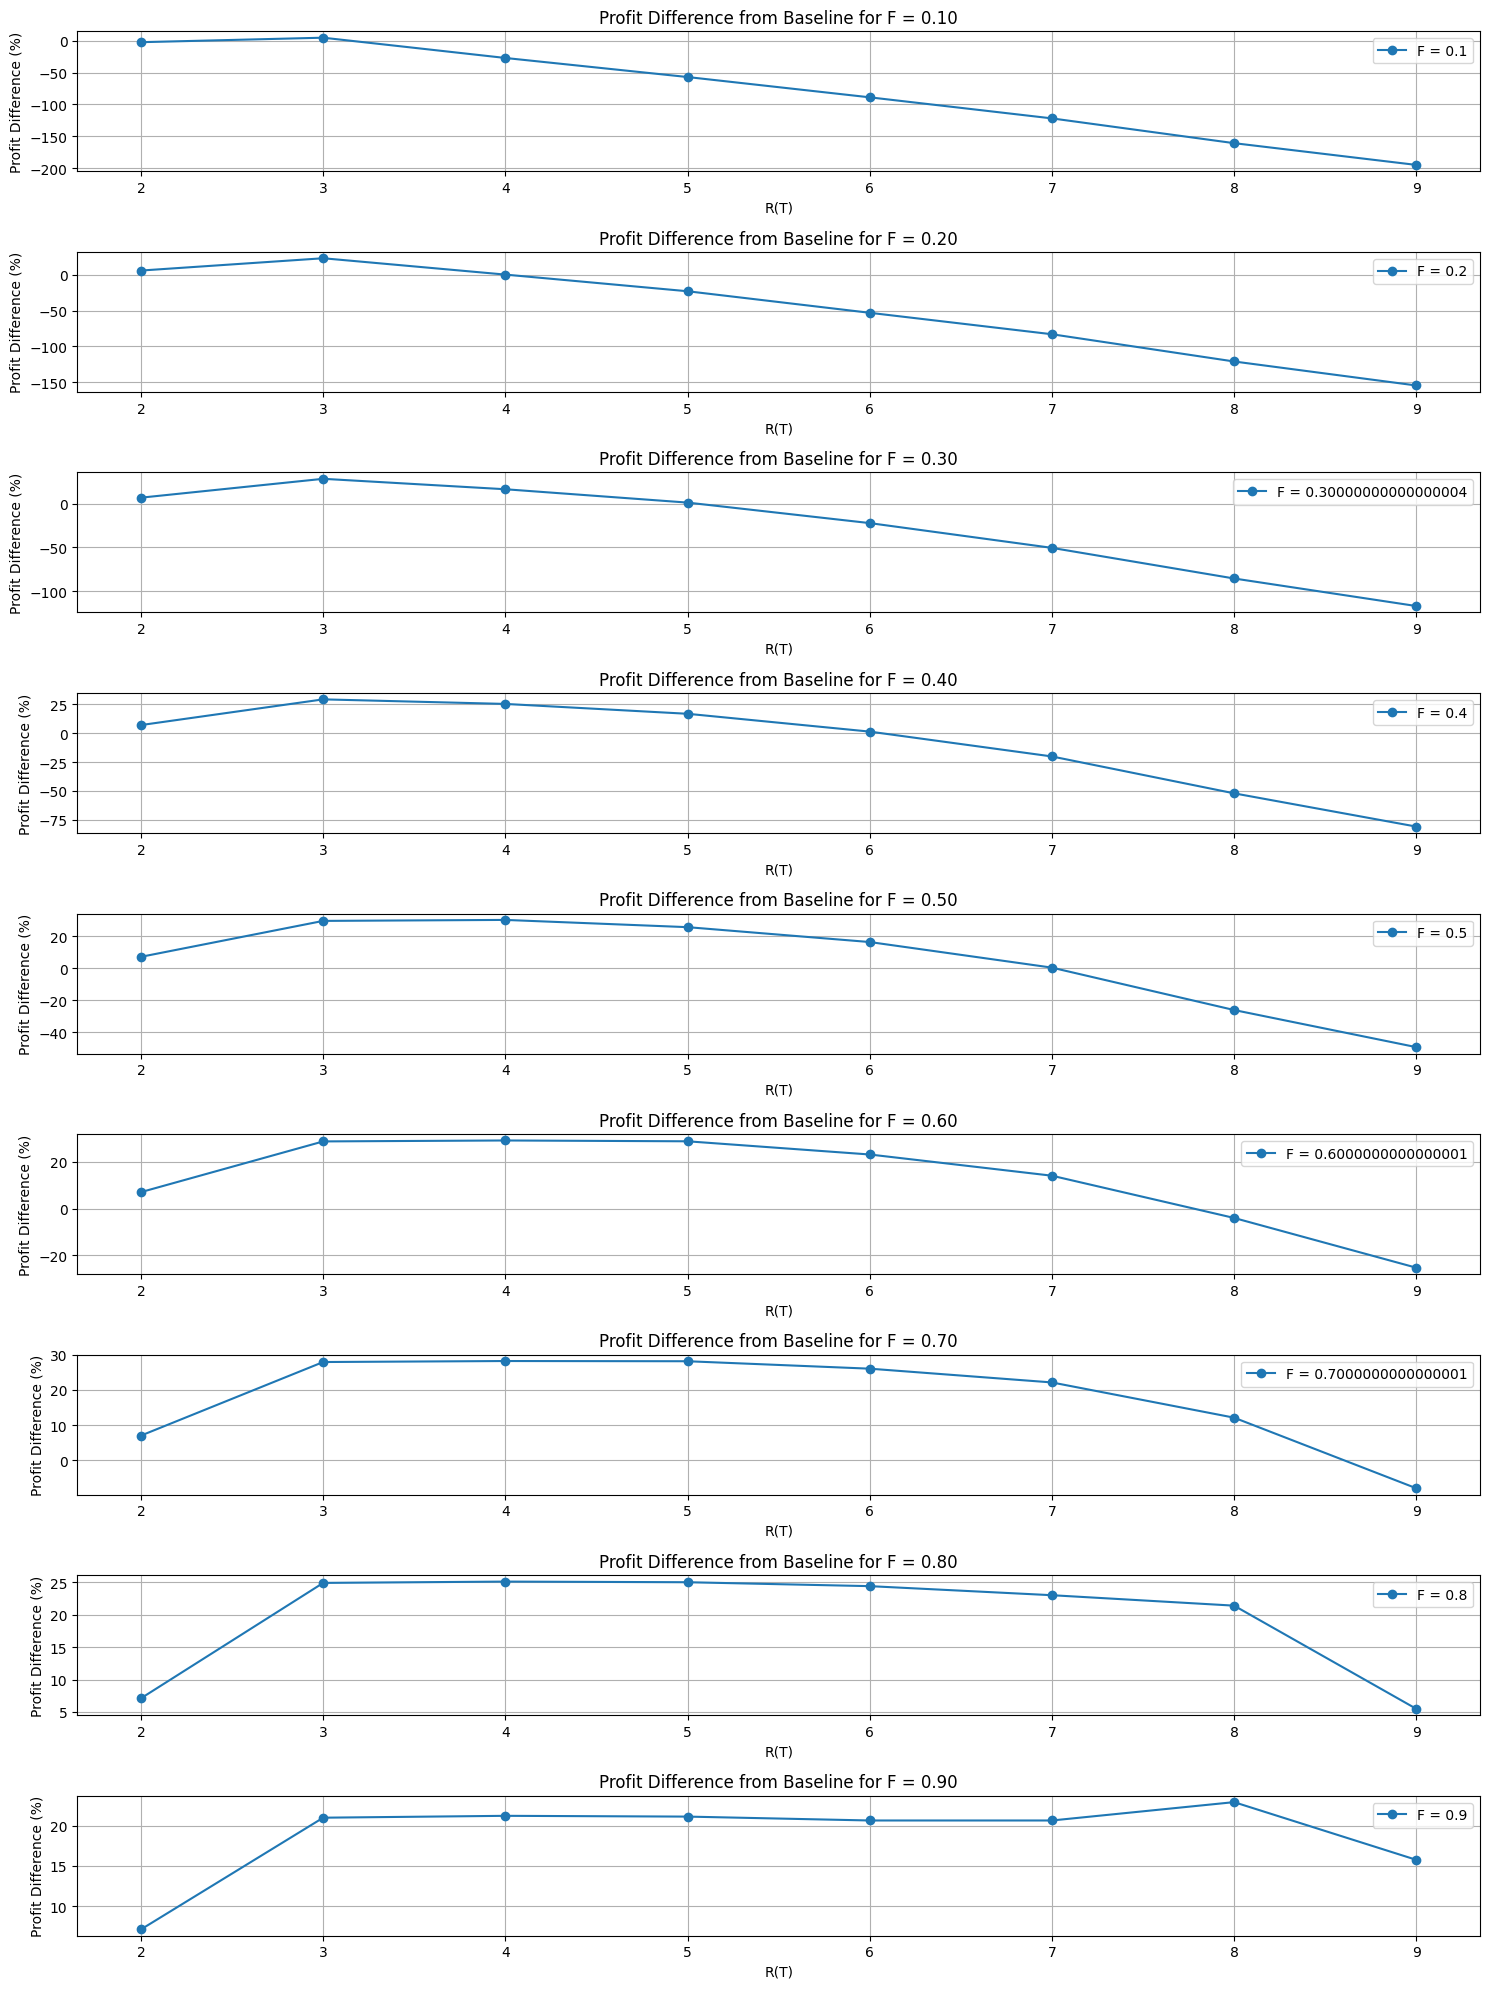 Profit Difference from Baseline for F = 0.10
Profit Difference (%)
0
−50
−100
−150
−200
F = 0.1
2 3 4 5 6 7 8 9
R(T)
Profit Difference from Baseline for F = 0.20
Profit Difference (%)
0
−50
−100
−150
F = 0.2
2 3 4 5 6 7 8 9
R(T)
Profit Difference from Baseline for F = 0.30
Profit Difference (%)
0
−50
−100
F = 0.30000000000000004
2 3 4 5 6 7 8 9
R(T)
Profit Difference from Baseline for F = 0.40
Profit Difference (%)
25
0
−25
−50
−75
F = 0.4
2 3 4 5 6 7 8 9
R(T)
Profit Difference from Baseline for F = 0.50
Profit Difference (%)
20
0
−20
−40
F = 0.5
2 3 4 5 6 7 8 9
R(T)
Profit Difference from Baseline for F = 0.60
Profit Difference (%)
20
0
−20
F = 0.6000000000000001
2 3 4 5 6 7 8 9
R(T)
Profit Difference from Baseline for F = 0.70
Profit Difference (%)
30
20
10
0
F = 0.7000000000000001
2 3 4 5 6 7 8 9
R(T)
Profit Difference from Baseline for F = 0.80
Profit Difference (%)
25
20
15
10
5
F = 0.8
2 3 4 5 6 7 8 9
R(T)
Profit Difference from Baseline for F = 0.90
Profit Difference (%)
20
15
10
F = 0.9
2 3 4 5 6 7 8 9
R(T)